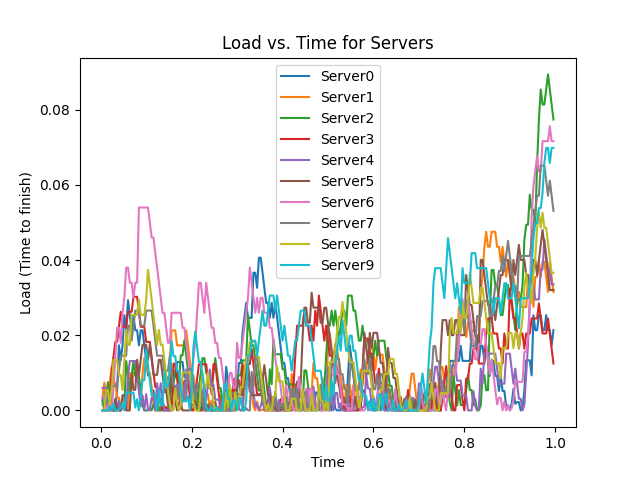 Load vs. Time for Servers
Server0
Server1
Server2
Server3
Server4
Server5
Server6
Server7
Server8
Server9
Load (Time to finish)
0.08
0.06
0.04
0.02
0.00
0.0 0.2 0.4 0.6 0.8 1.0
Time